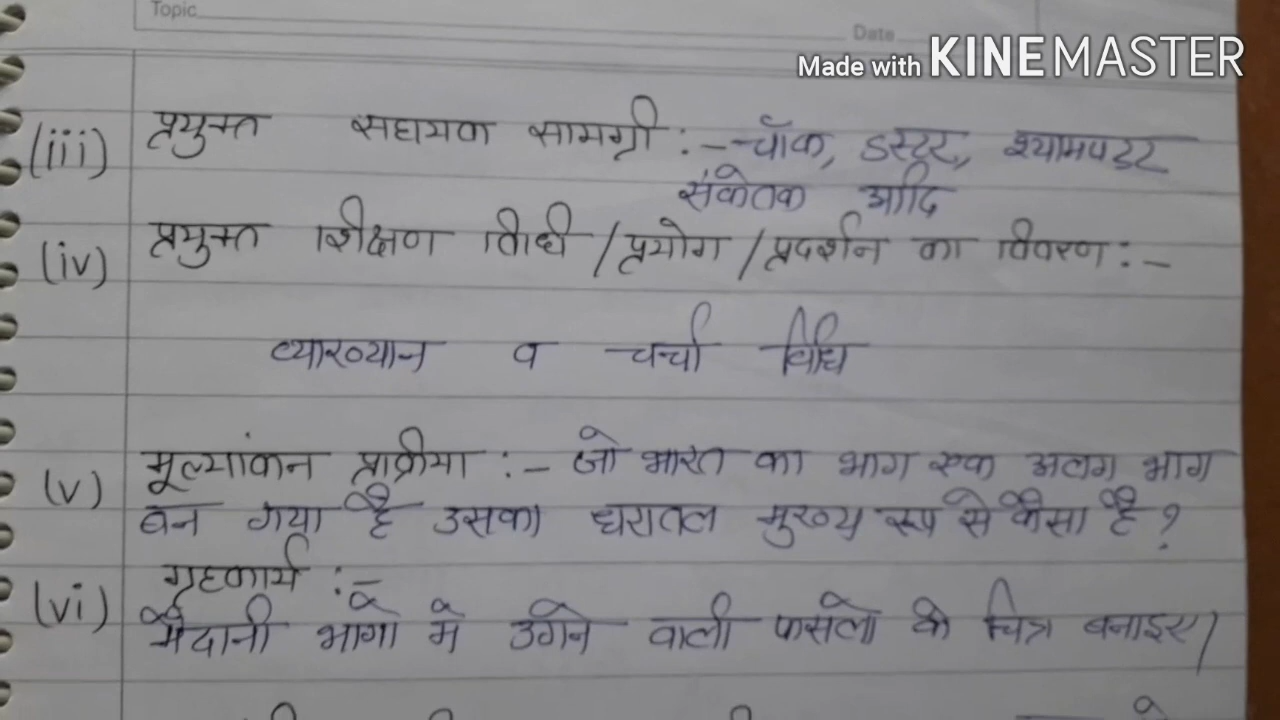 Topic
Date
Made with KINEMASTER
(iii) प्रयुक्त सहायक सामग्री :- चॉक, डस्टर, श्यामपट्ट
संकेतक आदि
(iv) प्रयुक्त शिक्षण विधि / प्रयोग / प्रदर्शन का विवरण :-
व्याख्यान व चर्चा विधि
(v) मूल्यांकन प्राक्रीया :- जो भारत का भाग एक अलग भाग
बन गया है उसका धरातल मुख्य रूप से कैसा है ?
(vi) गृहकार्य :-
मैदानी भागो मे उगने वाली फसलो के चित्र बनाइए।